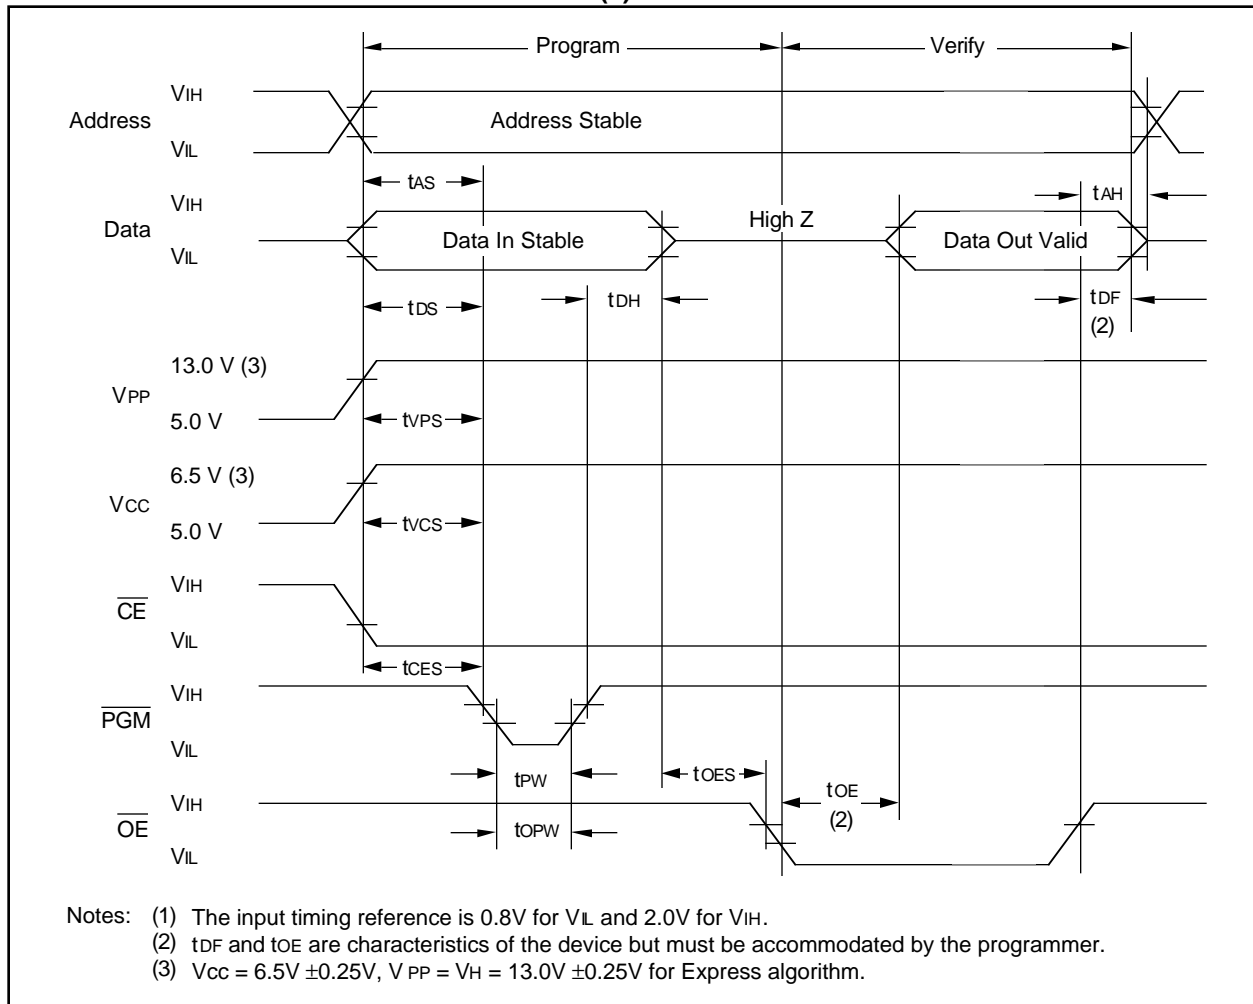 Program
Verify
Address
VIH
VIL
Address Stable
tAS
tAH
Data
VIH
VIL
Data In Stable
High Z
Data Out Valid
tDS
tDH
tDF
(2)
VPP
13.0 V (3)
5.0 V
tVPS
VCC
6.5 V (3)
5.0 V
tVCS
CE
VIH
VIL
tCES
PGM
VIH
VIL
tPW
tOES
tOE
(2)
OE
VIH
VIL
tOPW
Notes: (1) The input timing reference is 0.8V for VIL and 2.0V for VIH.
(2) tDF and tOE are characteristics of the device but must be accommodated by the programmer.
(3) Vcc = 6.5V ±0.25V, VPP = VH = 13.0V ±0.25V for Express algorithm.